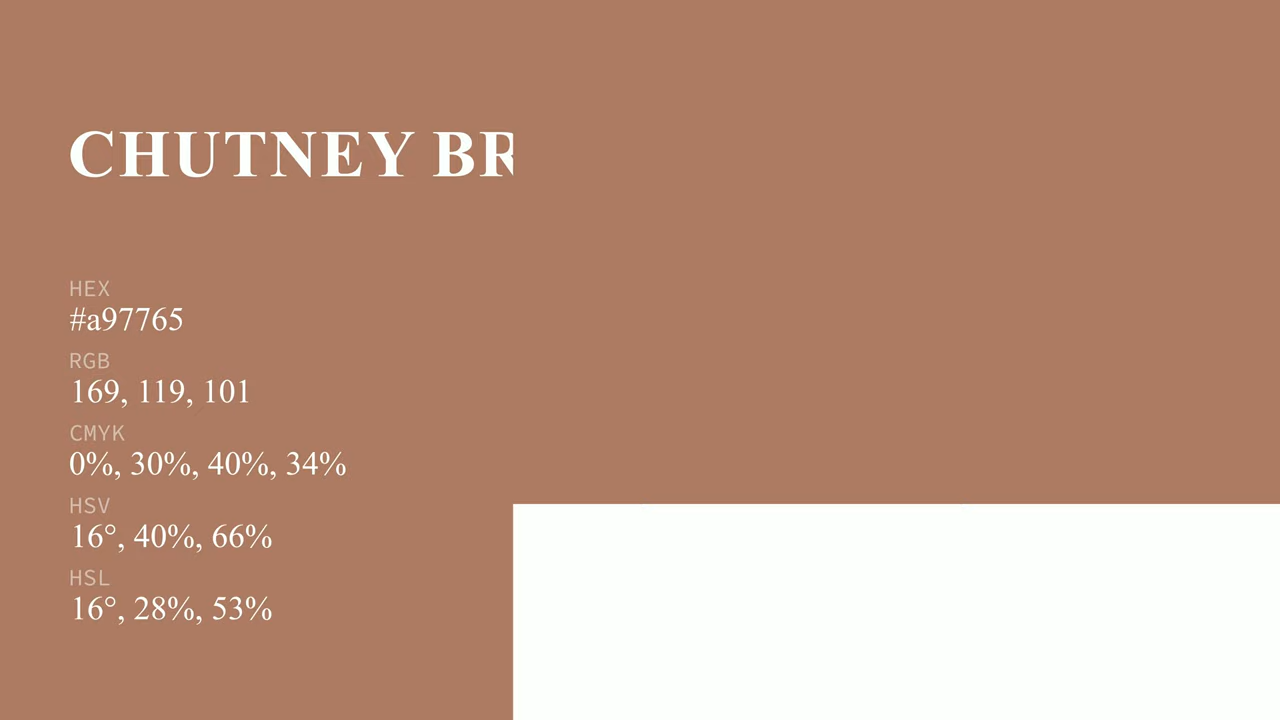 CHUTNEY BR
HEX
#a97765
RGB
169, 119, 101
CMYK
0%, 30%, 40%, 34%
HSV
16°, 40%, 66%
HSL
16°, 28%, 53%